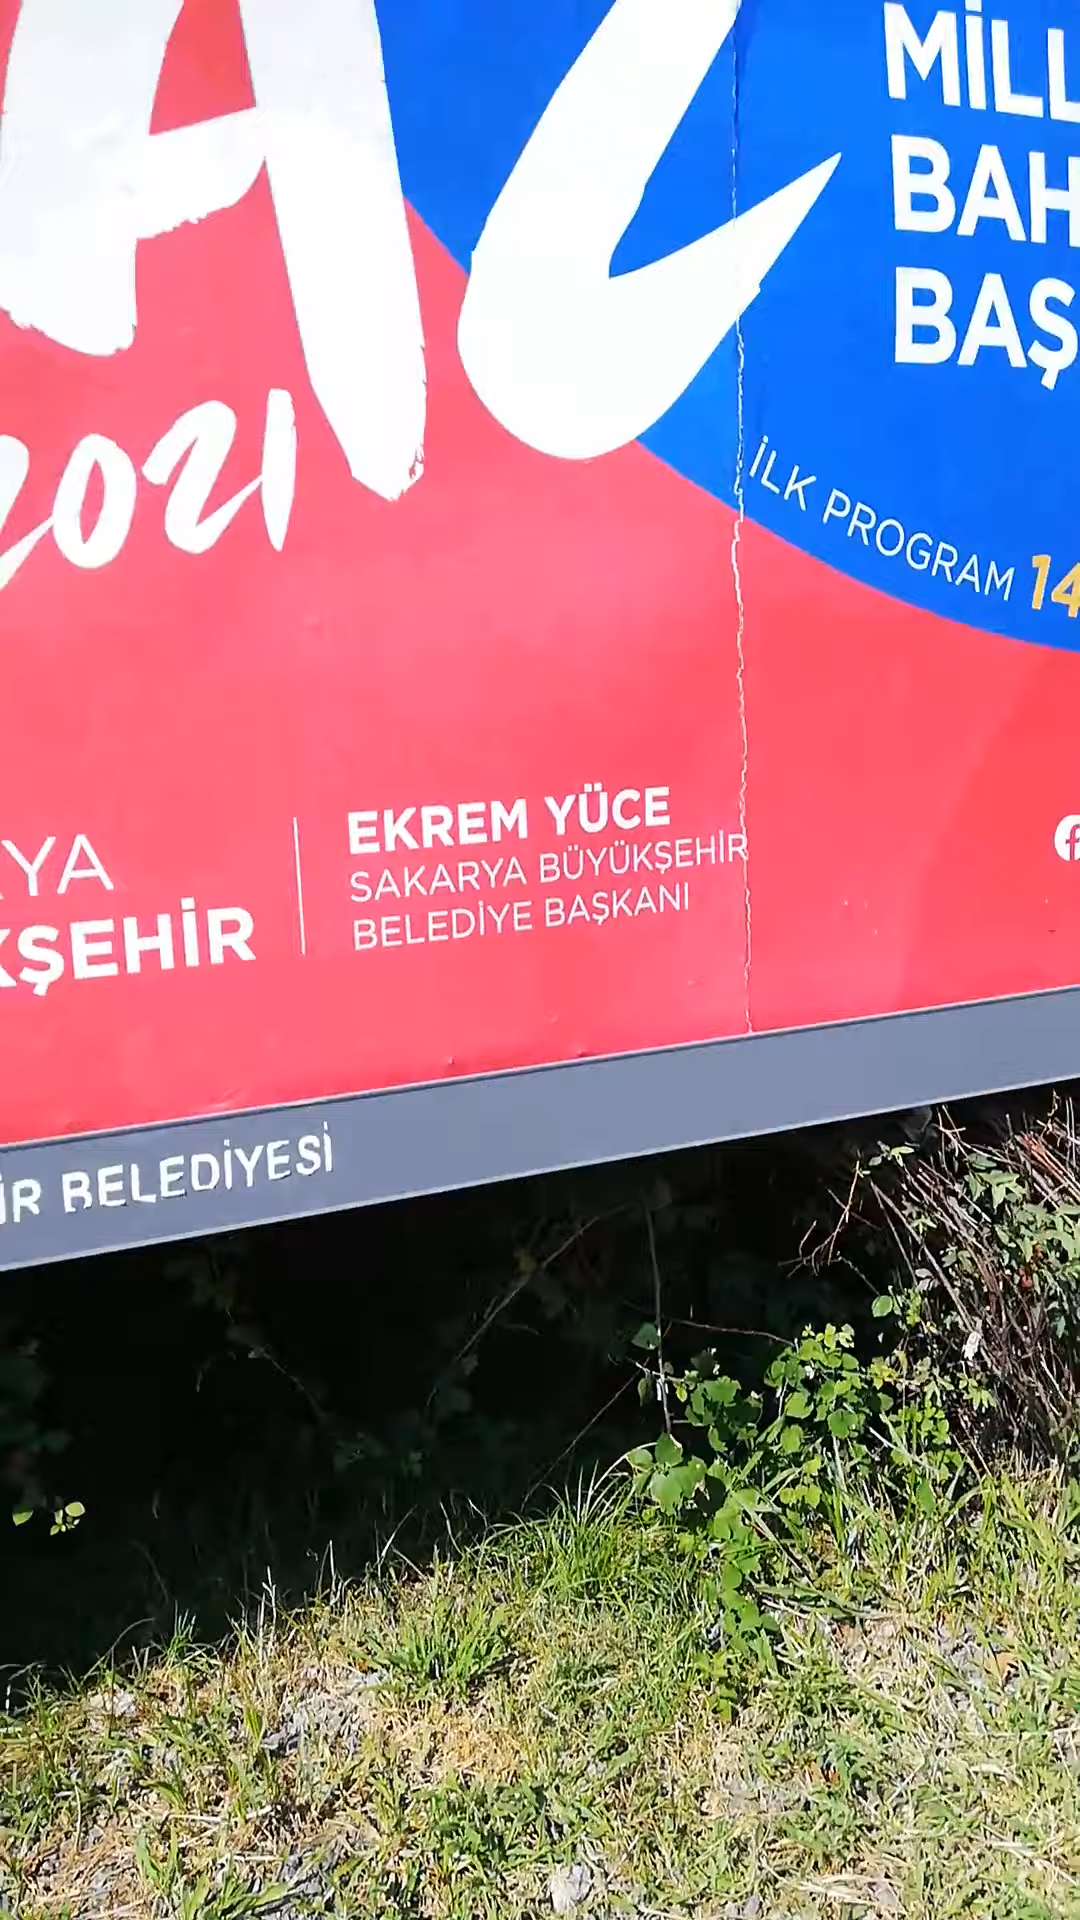 2021
MİLL
BAH
BAŞ
İLK PROGRAM 14
EKREM YÜCE
SAKARYA BÜYÜKŞEHİR
BELEDİYE BAŞKANI
YA
KŞEHİR
İR BELEDİYESİ